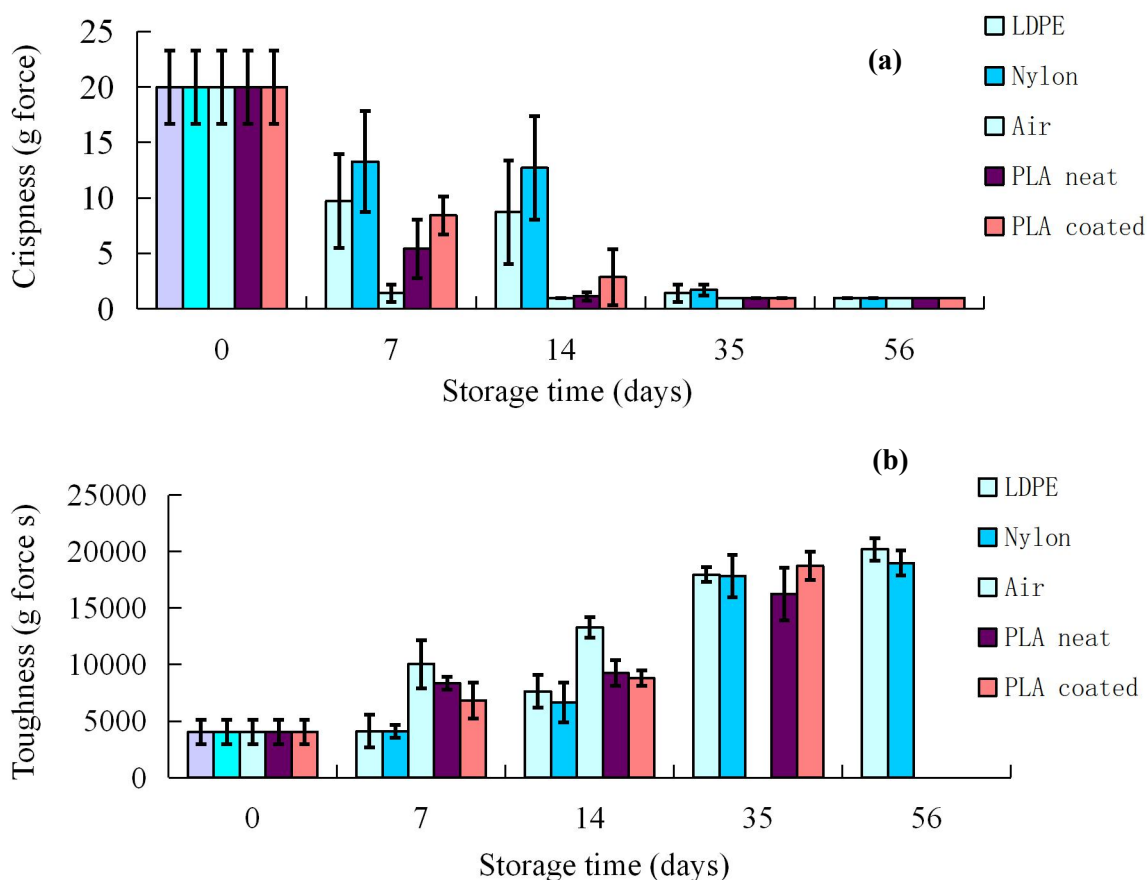 (a)
Crispness (g force)
25
20
15
10
5
0
0 7 14 35 56
Storage time (days)
LDPE
Nylon
Air
PLA neat
PLA coated
(b)
Toughness (g force s)
25000
20000
15000
10000
5000
0
0 7 14 35 56
Storage time (days)
LDPE
Nylon
Air
PLA neat
PLA coated